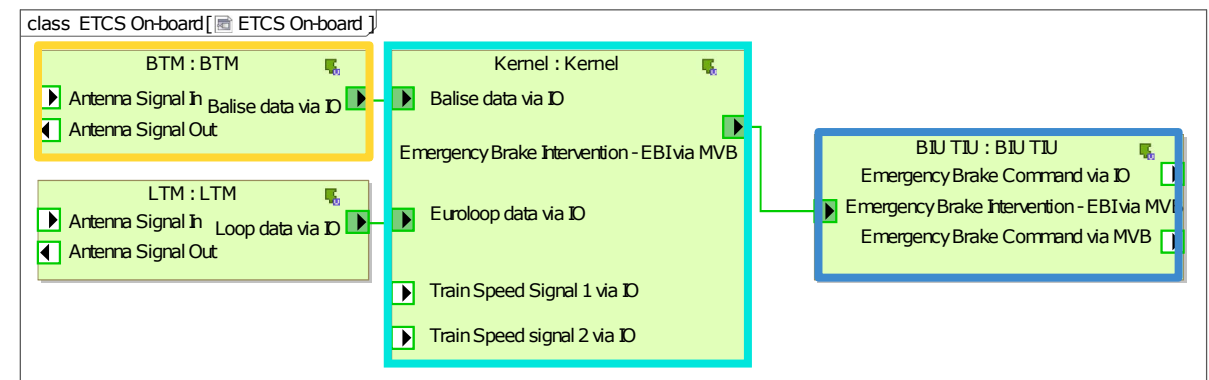 class ETCS On-board [ ETCS On-board ]
BTM : BTM
Antenna Signal In
Balise data via IO
Antenna Signal Out
LTM : LTM
Antenna Signal In
Loop data via IO
Antenna Signal Out
Kernel : Kernel
Balise data via IO
Emergency Brake Intervention - EBI via MVB
Euroloop data via IO
Train Speed Signal 1 via IO
Train Speed signal 2 via IO
BIU TIU : BIU TIU
Emergency Brake Command via IO
Emergency Brake Intervention - EBI via MVB
Emergency Brake Command via MVB